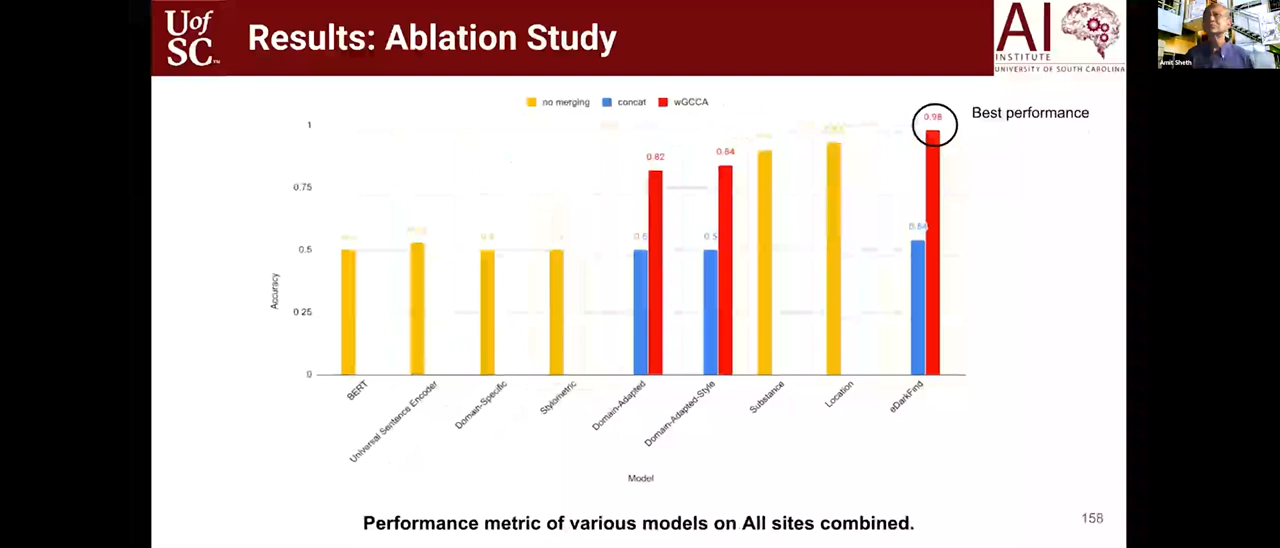 Uof
SC
Results: Ablation Study
AI
INSTITUTE
UNIVERSITY OF SOUTH CAROLINA
Amit Sheth
no merging
concat
wGCCA
Best performance
0.98
0.82
0.84
0.54
1
0.75
0.5
0.25
0
Accuracy
BERT
Universal Sentence Encoder
Domain-Specific
Stylometric
Domain-Adapted
Domain-Adapted-Style
Substance
Location
eDarkFind
Model
Performance metric of various models on All sites combined.
158